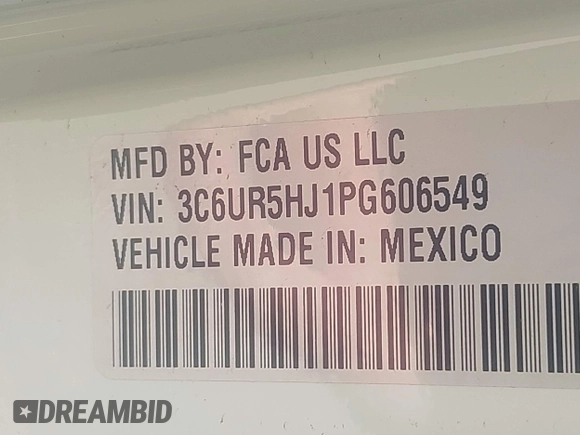 MFD BY: FCA US LLC
VIN: 3C6UR5HJ1PG606549
VEHICLE MADE IN: MEXICO
DREAMBID